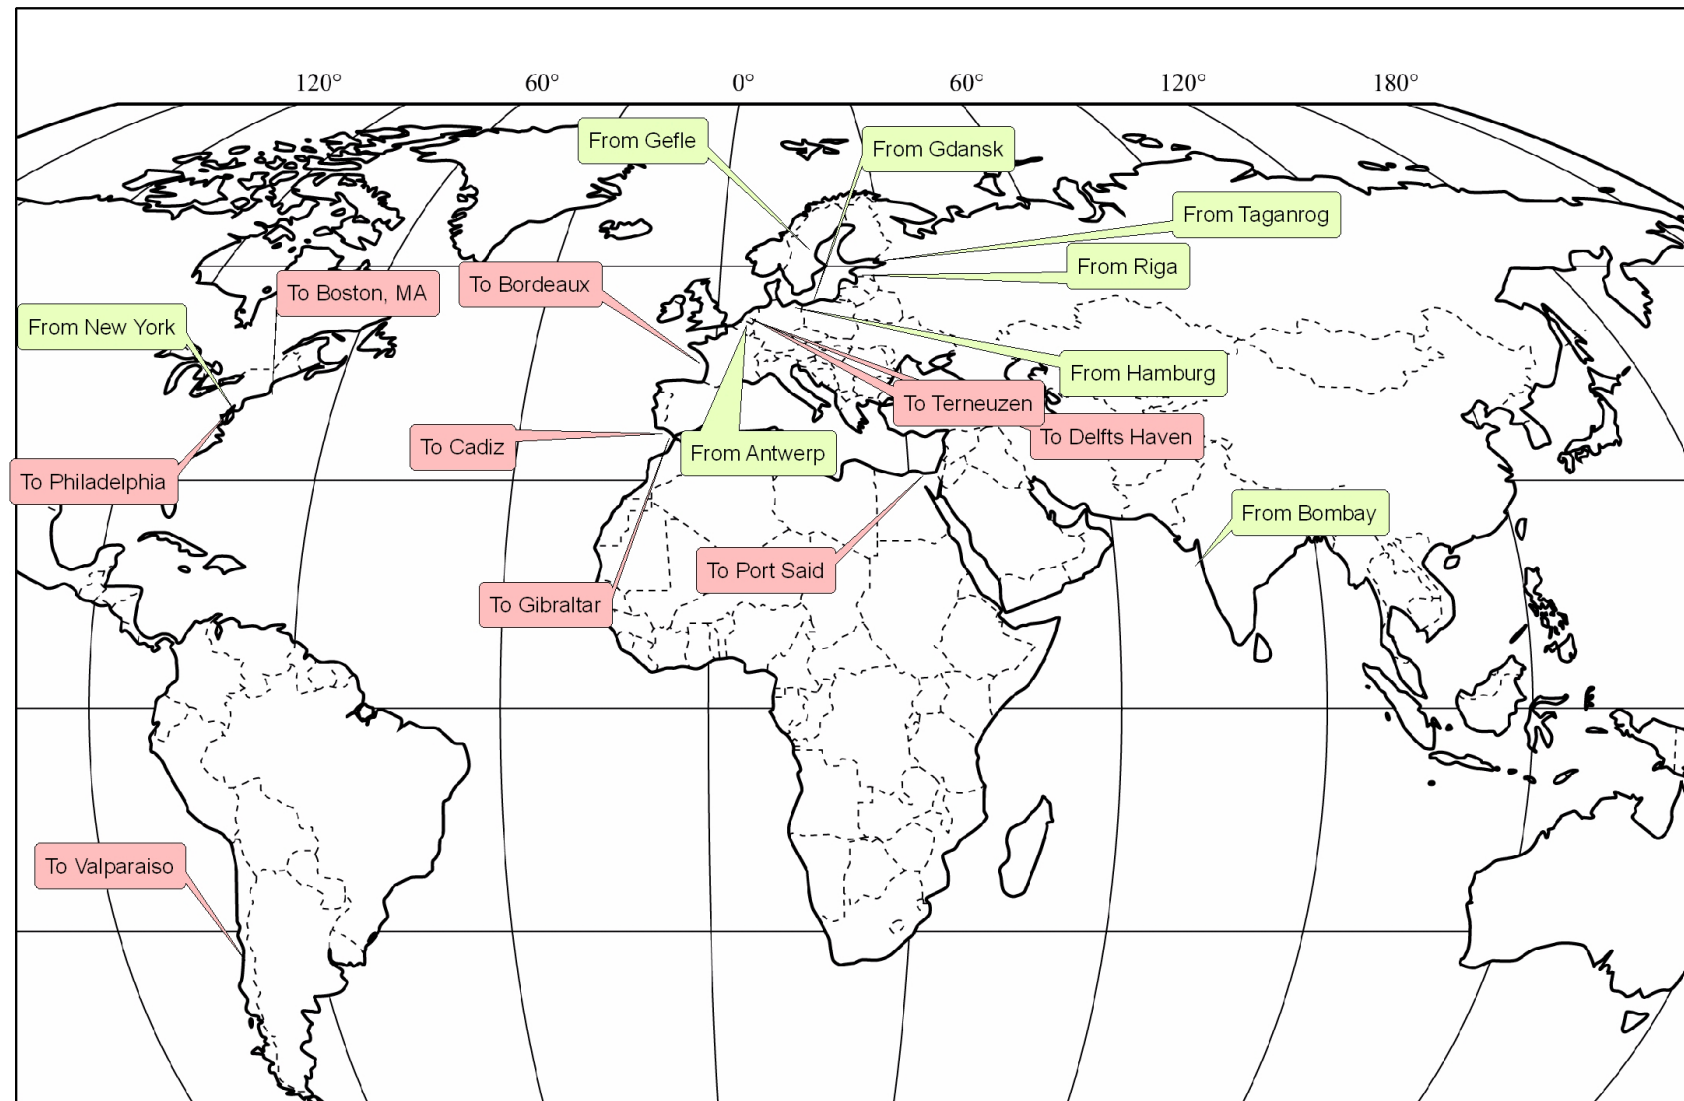 120°
60°
0°
60°
120°
180°
From Gefle
From Gdansk
From Taganrog
From Riga
To Boston, MA
To Bordeaux
From New York
From Hamburg
To Terneuzen
To Delfts Haven
To Cadiz
From Antwerp
To Philadelphia
From Bombay
To Port Said
To Gibraltar
To Valparaiso